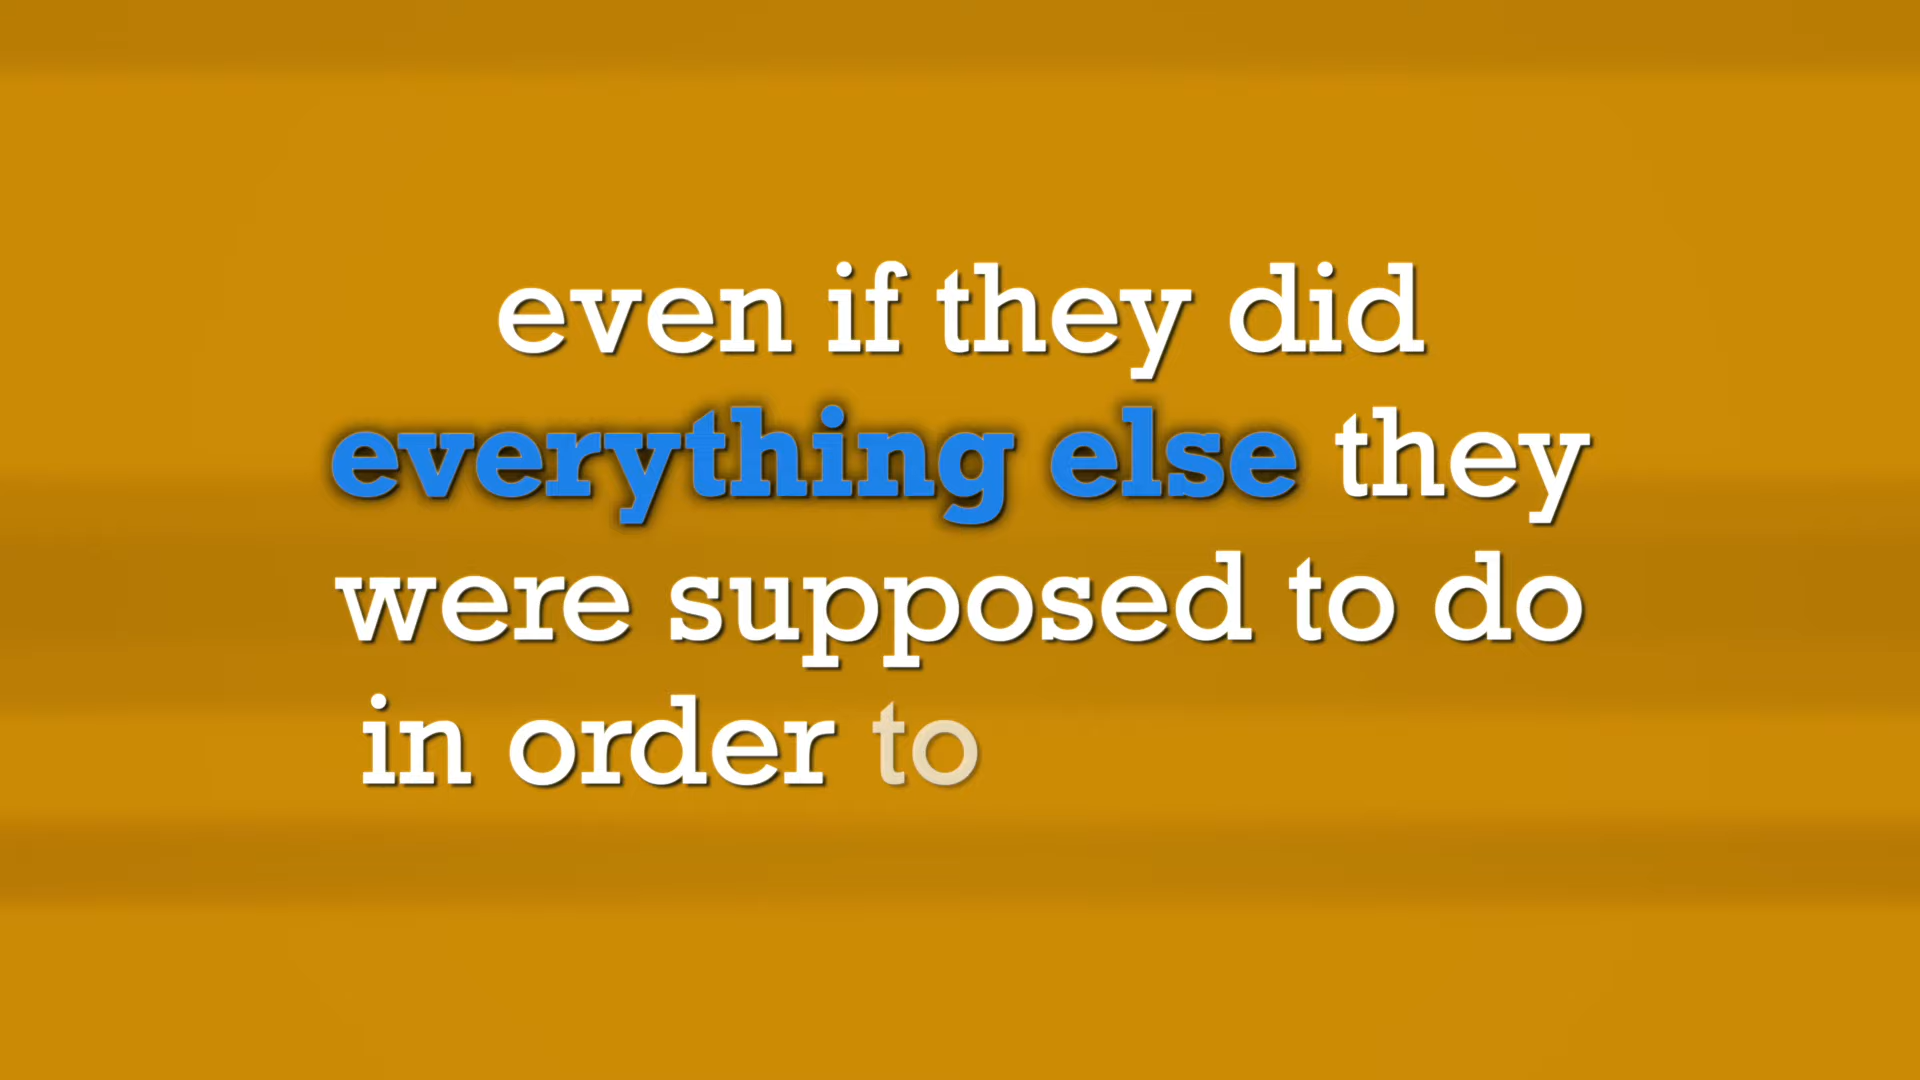 even if they did
everything else they
were supposed to do
in order to